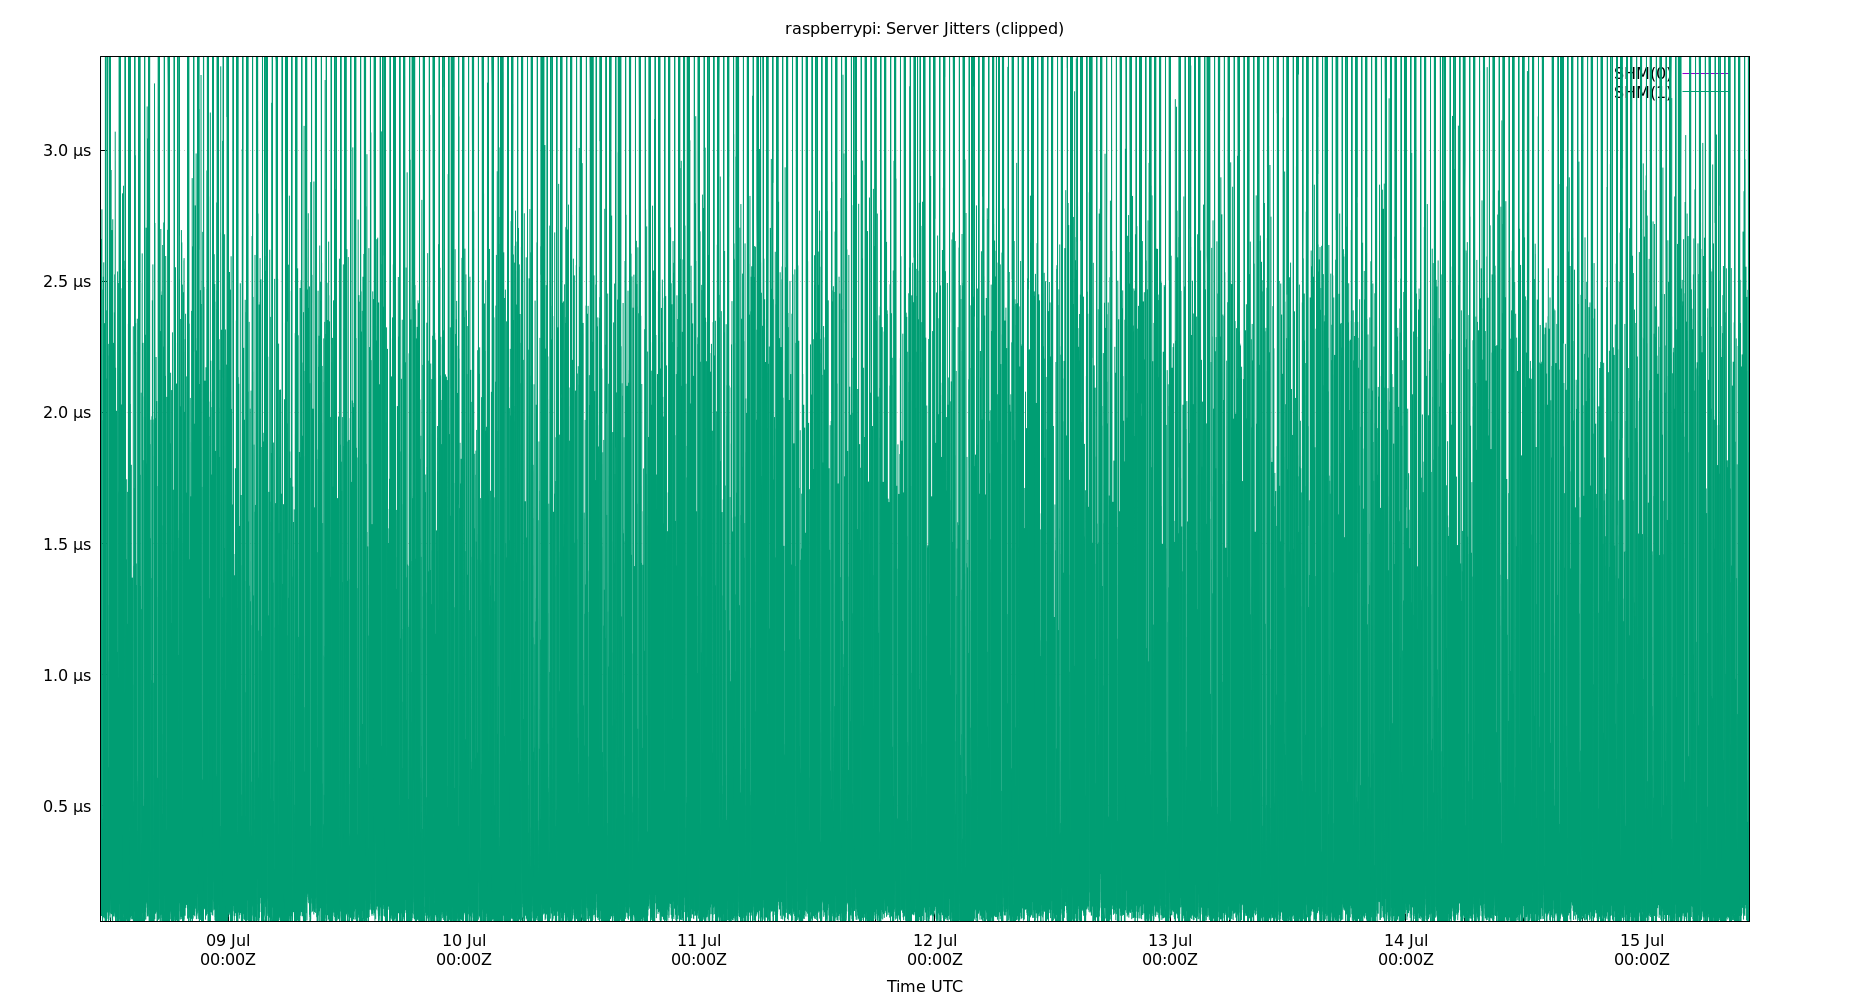 raspberrypi: Server Jitters (clipped)
SHM(0)
SHM(1)
3.0 µs
2.5 µs
2.0 µs
1.5 µs
1.0 µs
0.5 µs
09 Jul 10 Jul 11 Jul 12 Jul 13 Jul 14 Jul 15 Jul
00:00Z 00:00Z 00:00Z 00:00Z 00:00Z 00:00Z 00:00Z
Time UTC